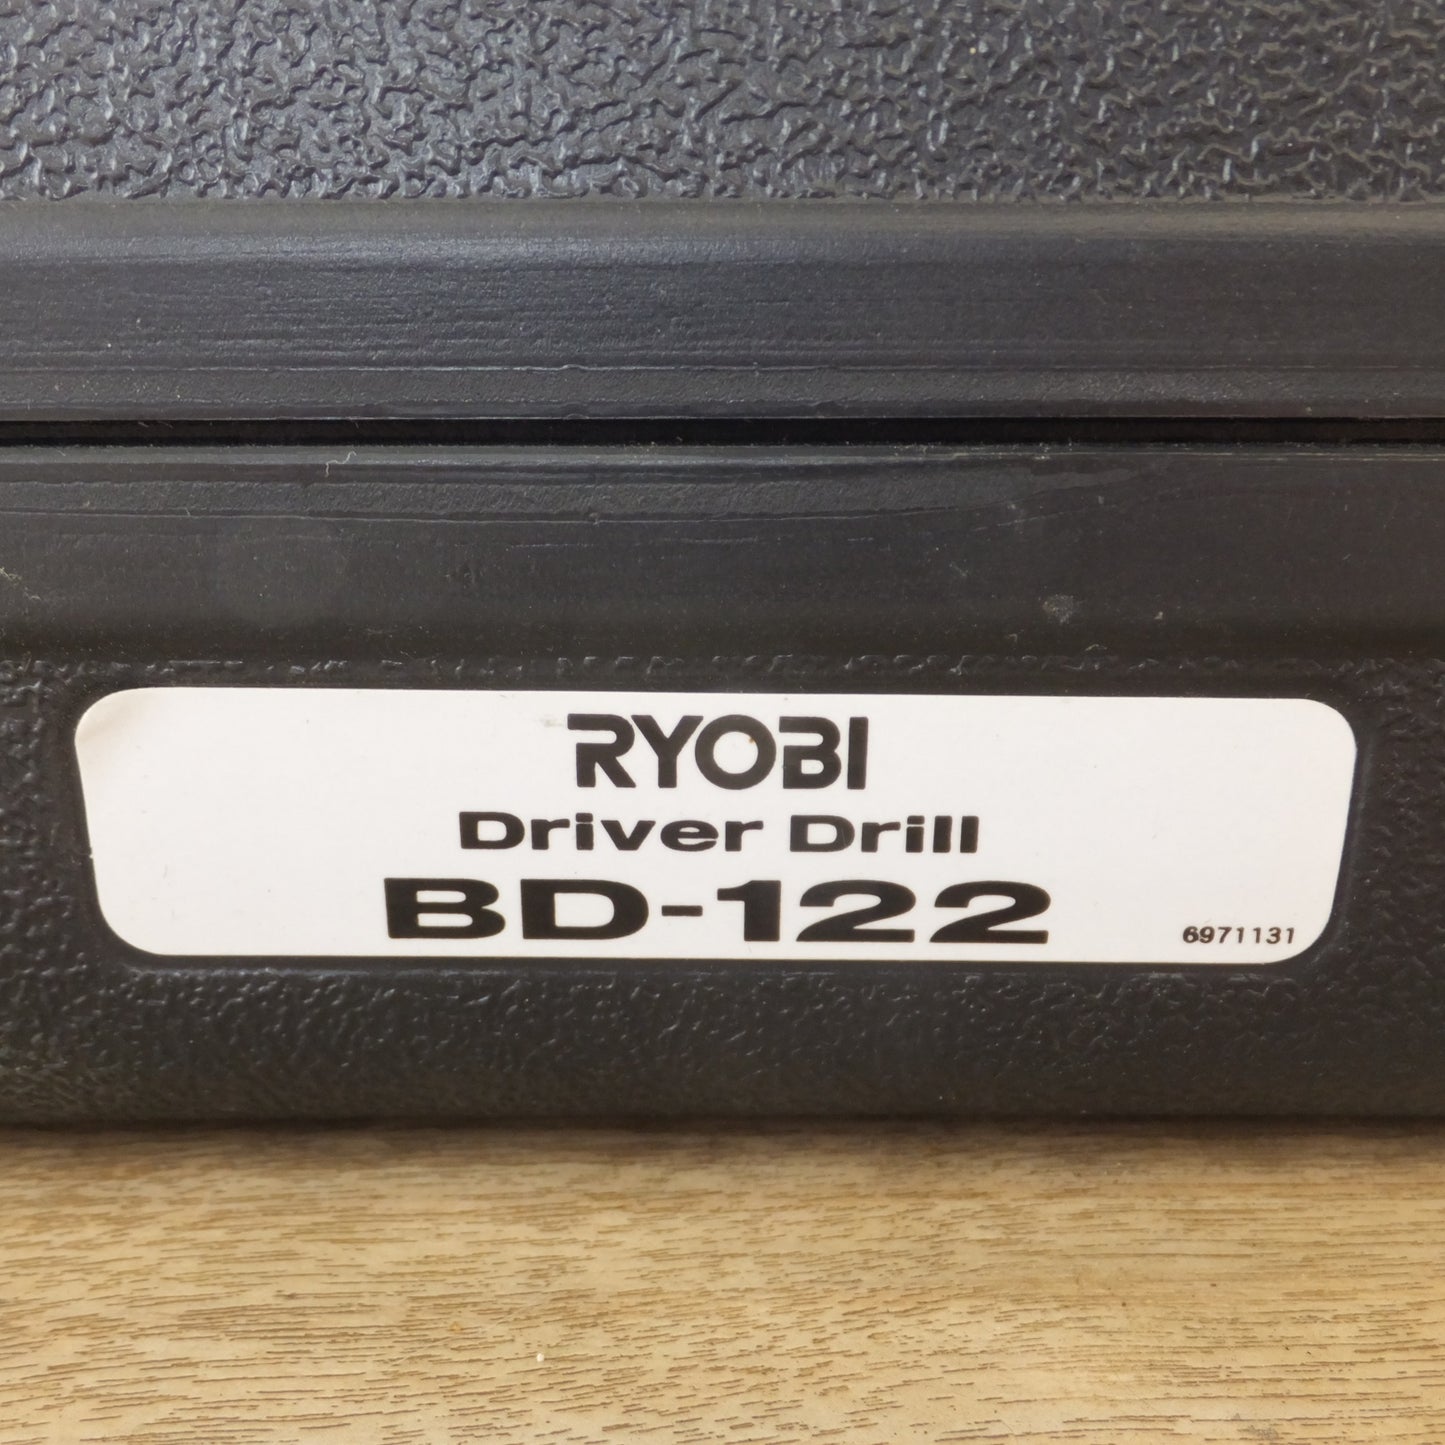 RYOBI
Driver Drill
BD-122
6971131